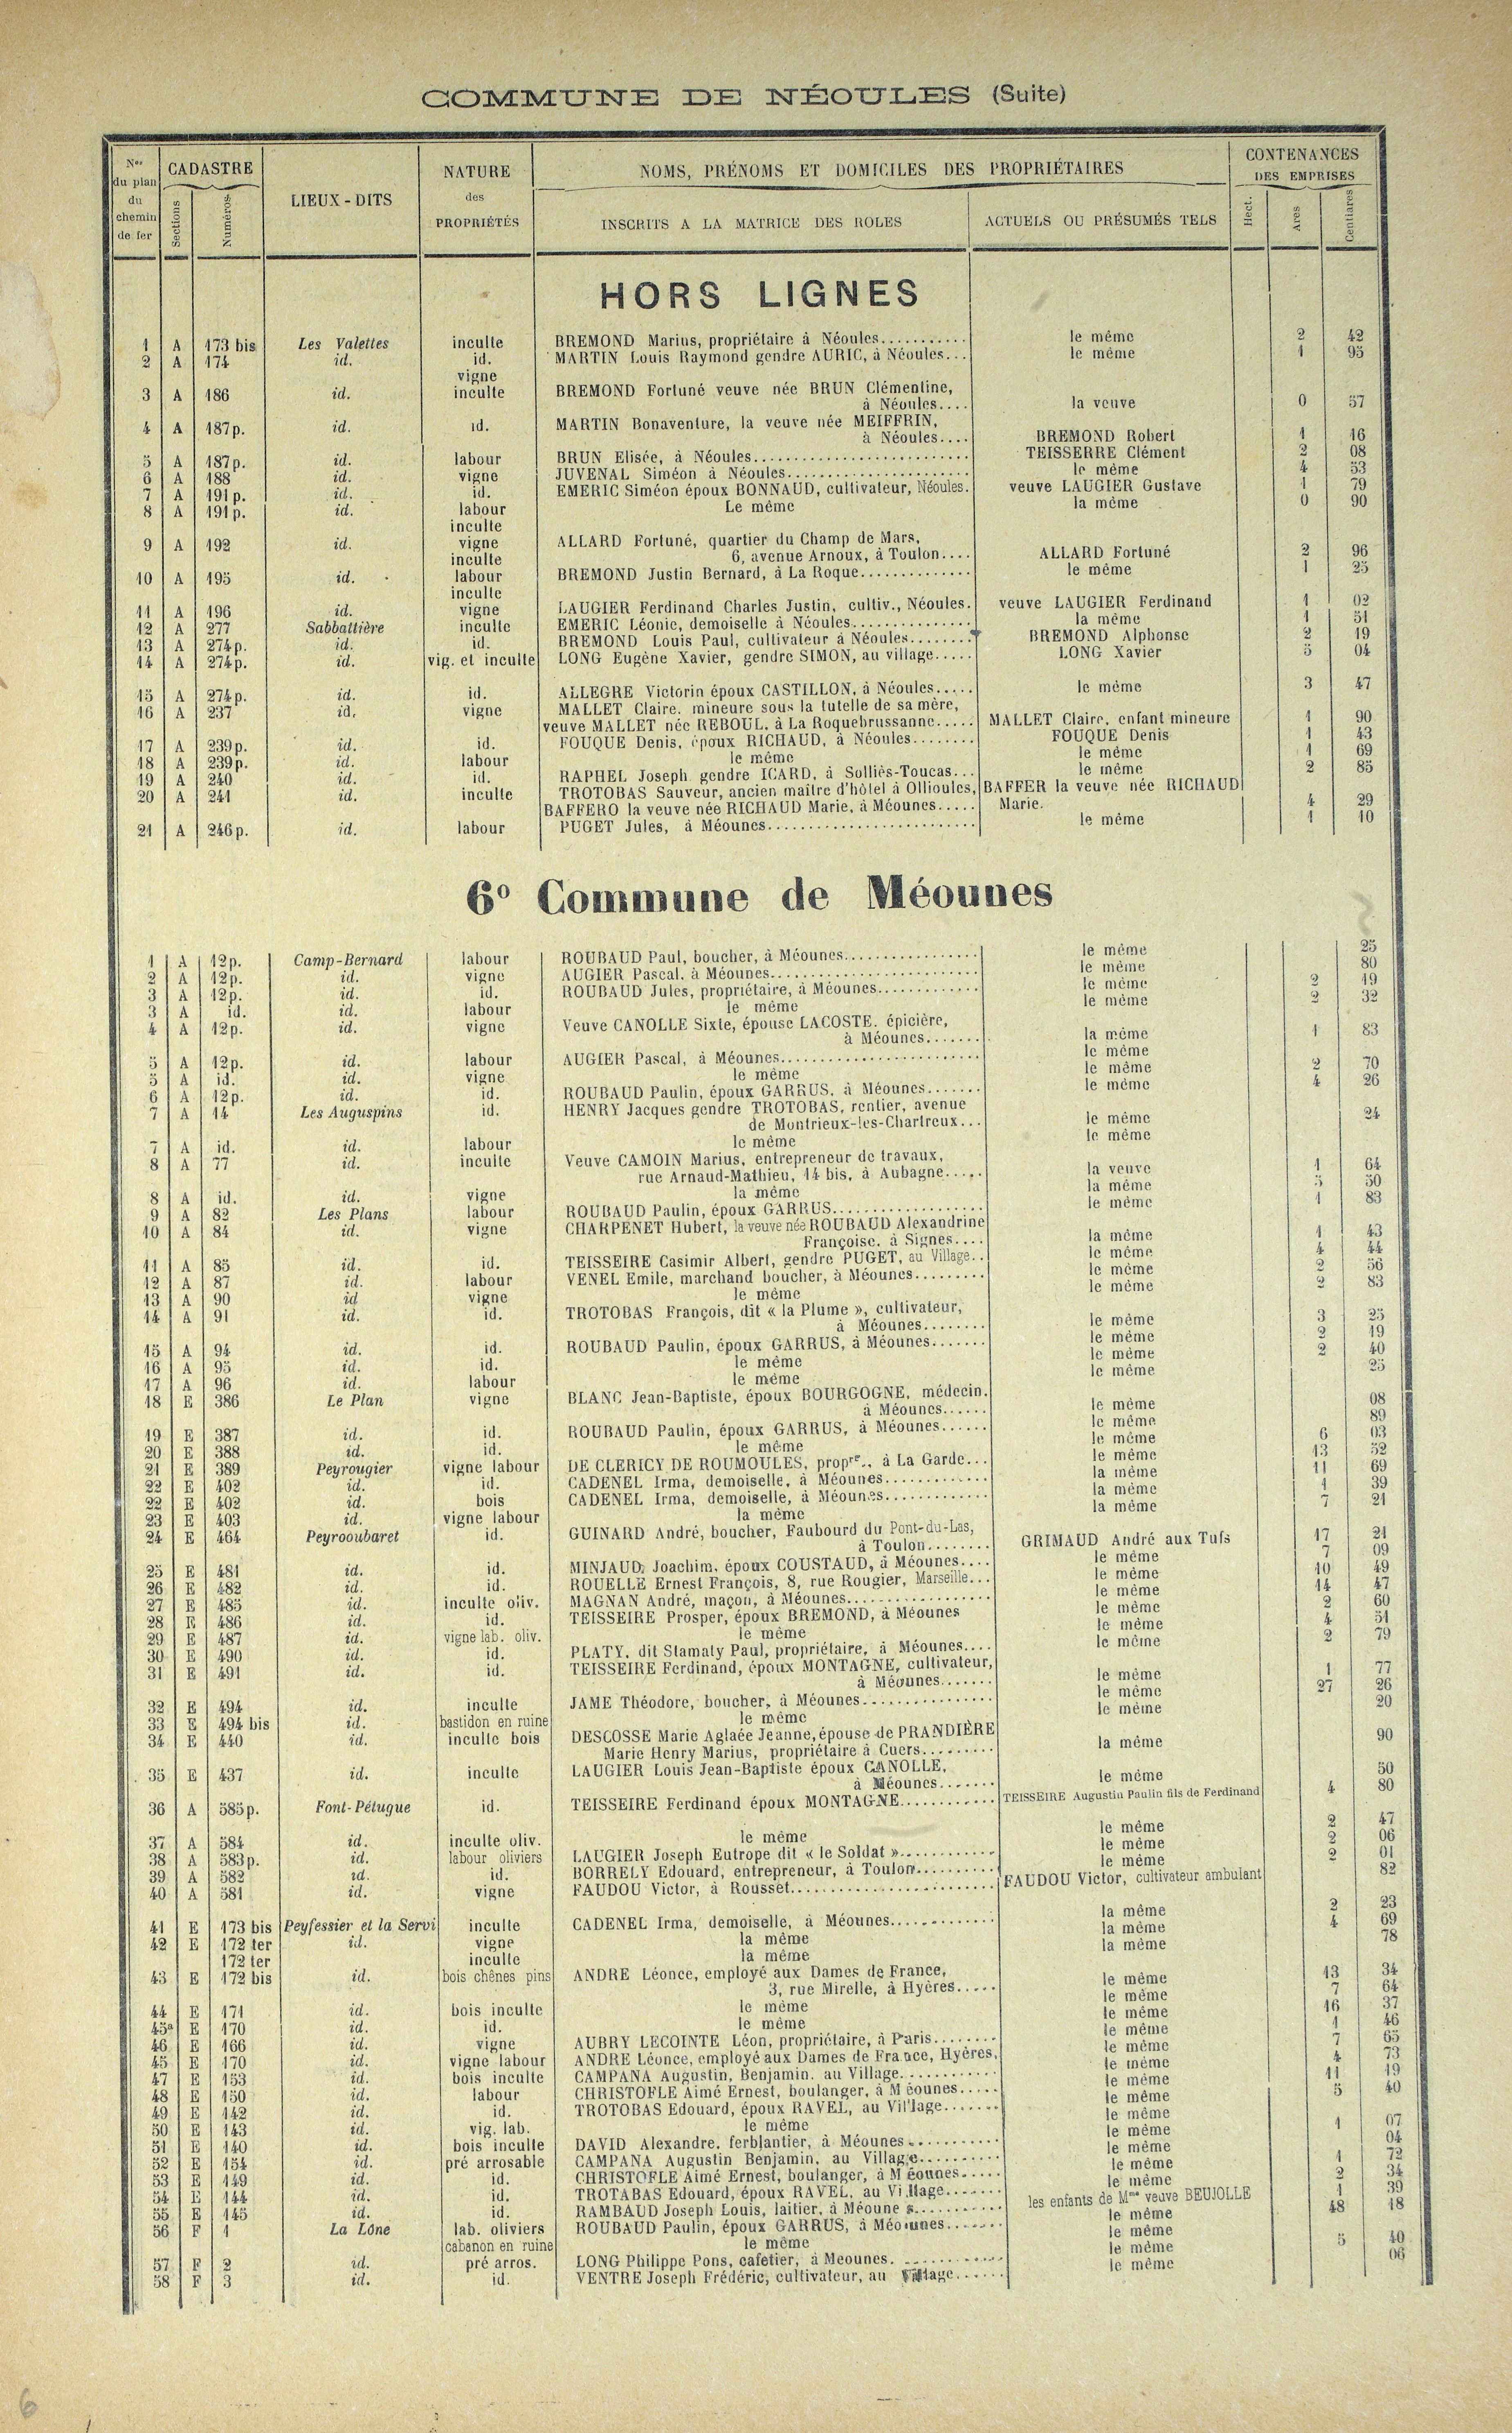 COMMUNE DE NÉOULES (Suite)
Nos du plan du chemin de fer | CADASTRE | LIEUX-DITS | NATURE des PROPRIÉTÉS | NOMS, PRÉNOMS ET DOMICILES DES PROPRIÉTAIRES | CONTENANCES DES EMPRISES
Sections | Numéros | INSCRITS A LA MATRICE DES ROLES | ACTUELS OU PRÉSUMÉS TELS | Hect. | Ares | Centiares
HORS LIGNES
1 A 173 bis Les Valettes inculte BREMOND Marius, propriétaire à Néoules........... le même 2 42
2 A 174 id. id. MARTIN Louis Raymond gendre AURIC, à Néoules... le même 1 95
vigne
3 A 186 id. inculte BREMOND Fortuné veuve née BRUN Clémentine,
à Néoules.... la veuve 0 57
4 A 187 p. id. id. MARTIN Bonaventure, la veuve née MEIFFRIN,
à Néoules.... BREMOND Robert 1 16
5 A 187 p. id. labour BRUN Elisée, à Néoules........................... TEISSERRE Clément 2 08
6 A 188 id. vigne JUVENAL Siméon à Néoules....................... le même 4 53
7 A 191 p. id. id. EMERIC Siméon époux BONNAUD, cultivateur, Néoules. veuve LAUGIER Gustave 1 79
8 A 191 p. id. labour Le même la même 0 90
inculte
9 A 192 id. vigne ALLARD Fortuné, quartier du Champ de Mars,
inculte 6, avenue Arnoux, à Toulon.... ALLARD Fortuné 2 96
10 A 195 id. labour BREMOND Justin Bernard, à La Roque.............. le même 1 25
inculte
11 A 196 id. vigne LAUGIER Ferdinand Charles Justin, cultiv., Néoules. veuve LAUGIER Ferdinand 1 02
12 A 277 Sabbattière inculte EMERIC Léonie, demoiselle à Néoules............... la même 1 51
13 A 274 p. id. id. BREMOND Louis Paul, cultivateur à Néoules........ BREMOND Alphonse 2 19
14 A 274 p. id. vig. et inculte LONG Eugène Xavier, gendre SIMON, au village..... LONG Xavier 5 04
15 A 274 p. id. id. ALLEGRE Victorin époux CASTILLON, à Néoules..... le même 3 47
16 A 237 id. vigne MALLET Claire, mineure sous la tutelle de sa mère,
veuve MALLET née REBOUL, à La Roquebrussanne..... MALLET Claire, enfant mineure 1 90
17 A 239 p. id. id. FOUQUE Denis, époux RICHAUD, à Néoules........ FOUQUE Denis 1 43
18 A 239 p. id. labour le même le même 1 69
19 A 240 id. id. RAPHEL Joseph gendre ICARD, à Solliès-Toucas... le même 2 85
20 A 241 id. inculte TROTOBAS Sauveur, ancien maître d'hôtel à Ollioules, BAFFER la veuve née RICHAUD
BAFFERO la veuve née RICHAUD Marie, à Méounes..... Marie. 4 29
21 A 246 p. id. labour PUGET Jules, à Méounes.......................... le même 1 10
6º Commune de Méounes
1 A 12 p. Camp-Bernard labour ROUBAUD Paul, boucher, à Méounes................ le même 25
2 A 12 p. id. vigne AUGIER Pascal, à Méounes......................... le même 80
3 A 12 p. id. id. ROUBAUD Jules, propriétaire, à Méounes............ le même 2 19
3 A id. id. labour le même le même 2 32
4 A 12 p. id. vigne Veuve CANOLLE Sixte, épouse LACOSTE, épicière,
à Méounes....... la même 1 83
5 A 12 p. id. labour AUGIER Pascal, à Méounes........................ le même
5 A id. id. vigne le même le même 2 70
6 A 12 p. id. id. ROUBAUD Paulin, époux GARRUS, à Méounes....... le même 4 26
7 A 14 Les Auguspins id. HENRY Jacques gendre TROTOBAS, rentier, avenue
de Montrieux-les-Chartreux... le même 24
7 A id. id. labour le même le même
8 A 77 id. inculte Veuve CAMOIN Marius, entrepreneur de travaux,
rue Arnaud-Mathieu, 14 bis, à Aubagne..... la veuve 1 64
8 A id. id. vigne la même la même 5 50
9 A 82 Les Plans labour ROUBAUD Paulin, époux GARRUS.................. le même 1 83
10 A 84 id. vigne CHARPENET Hubert, la veuve née ROUBAUD Alexandrine
Françoise, à Signes.... la même 1 43
11 A 85 id. id. TEISSEIRE Casimir Albert, gendre PUGET, au Village.. le même 4 44
12 A 87 id. labour VENEL Emile, marchand boucher, à Méounes......... le même 2 56
13 A 90 id vigne le même le même 2 83
14 A 91 id. id. TROTOBAS François, dit « la Plume », cultivateur,
à Méounes........ le même 3 25
15 A 94 id. id. ROUBAUD Paulin, époux GARRUS, à Méounes....... le même 2 19
16 A 95 id. id. le même le même 2 40
17 A 96 id. labour le même le même 25
18 E 386 Le Plan vigne BLANC Jean-Baptiste, époux BOURGOGNE, médecin.
à Méounes...... le même 08
19 E 387 id. id. ROUBAUD Paulin, époux GARRUS, à Méounes...... le même 89
20 E 388 id. id. le même le même 6 03
21 E 389 Peyrougier vigne labour DE CLERICY DE ROUMOULES, propre., à La Garde... le même 13 52
22 E 402 id. id. CADENEL Irma, demoiselle, à Méounes............. la même 11 69
22 E 402 id. bois CADENEL Irma, demoiselle, à Méounes............. la même 1 39
23 E 403 id. vigne labour la même la même 7 21
24 E 464 Peyrooubaret id. GUINARD André, boucher, Faubourd du Pont-du-Las,
à Toulon........ GRIMAUD André aux Tufs 17 21
25 E 481 id. id. MINJAUD, Joachim, époux COUSTAUD, à Méounes.... le même 7 09
26 E 482 id. id. ROUELLE Ernest François, 8, rue Rougier, Marseille... le même 10 49
27 E 485 id. inculte oliv. MAGNAN André, maçon, à Méounes................. le même 14 47
28 E 486 id. id. TEISSEIRE Prosper, époux BREMOND, à Méounes le même 2 60
29 E 487 id. vigne lab. oliv. le même le même 4 51
30 E 490 id. id. PLATY, dit Stamaty Paul, propriétaire, à Méounes.... le même 2 79
31 E 491 id. id. TEISSEIRE Ferdinand, époux MONTAGNE, cultivateur,
à Méounes....... le même 1 77
32 E 494 id. inculte JAME Théodore, boucher, à Méounes................ le même 27 26
33 E 494 bis id. bastidon en ruine le même le même 20
34 E 440 id. inculte bois DESCOSSE Marie Aglaée Jeanne, épouse de PRANDIÈRE
Marie Henry Marius, propriétaire à Cuers......... la même 90
35 E 437 id. inculte LAUGIER Louis Jean-Baptiste époux CANOLLE,
à Méounes....... le même 50
36 A 585 p. Font-Pétugue id. TEISSEIRE Ferdinand époux MONTAGNE............ TEISSEIRE Augustin Paulin fils de Ferdinand 4 80
37 A 584 id. inculte oliv. le même le même 2 47
38 A 583 p. id. labour oliviers LAUGIER Joseph Eutrope dit « le Soldat »............ le même 2 06
39 A 582 id. id. BORRELY Edouard, entrepreneur, à Toulon.......... le même 2 01
40 A 581 id. vigne FAUDOU Victor, à Rousset......................... FAUDOU Victor, cultivateur ambulant 82
41 E 173 bis Peyfessier et la Servi inculte CADENEL Irma, demoiselle, à Méounes............. la même 2 23
42 E 172 ter id. vigne la même la même 4 69
172 ter inculte la même la même 78
43 E 172 bis id. bois chênes pins ANDRE Léonce, employé aux Dames de France,
3, rue Mirelle, à Hyères..... le même 13 34
44 E 171 id. bois inculte le même le même 7 64
45ª E 170 id. id. le même le même 16 37
46 E 166 id. vigne AUBRY LECOINTE Léon, propriétaire, à Paris........ le même 1 46
45 E 170 id. vigne labour ANDRE Léonce, employé aux Dames de France, Hyères. le même 7 65
47 E 153 id. bois inculte CAMPANA Augustin, Benjamin, au Village............ le même 4 73
48 E 150 id. labour CHRISTOFLE Aimé Ernest, boulanger, à Méounes..... le même 11 19
49 E 142 id. id. TROTOBAS Edouard, époux RAVEL, au Village....... le même 5 40
50 E 143 id. vig. lab. le même le même
51 E 140 id. bois inculte DAVID Alexandre, ferblantier, à Méounes............ le même 1 07
52 E 154 id. pré arrosable CAMPANA Augustin Benjamin, au Village.......... le même 04
53 E 149 id. id. CHRISTOFLE Aimé Ernest, boulanger, à Méounes..... le même 1 72
54 E 144 id. id. TROTABAS Edouard, époux RAVEL, au Village....... le même 2 34
55 E 145 id. id. RAMBAUD Joseph Louis, laitier, à Méounes.......... les enfants de Mme veuve BEUJOLLE 1 39
56 F 1 La Lône lab. oliviers ROUBAUD Paulin, époux GARRUS, à Méounes....... le même 48 18
cabanon en ruine le même le même
57 F 2 id. pré arros. LONG Philippe Pons, cafetier, à Meounes. ........... le même 5 40
58 F 3 id. id. VENTRE Joseph Frédéric, cultivateur, au Village...... le même 06
6